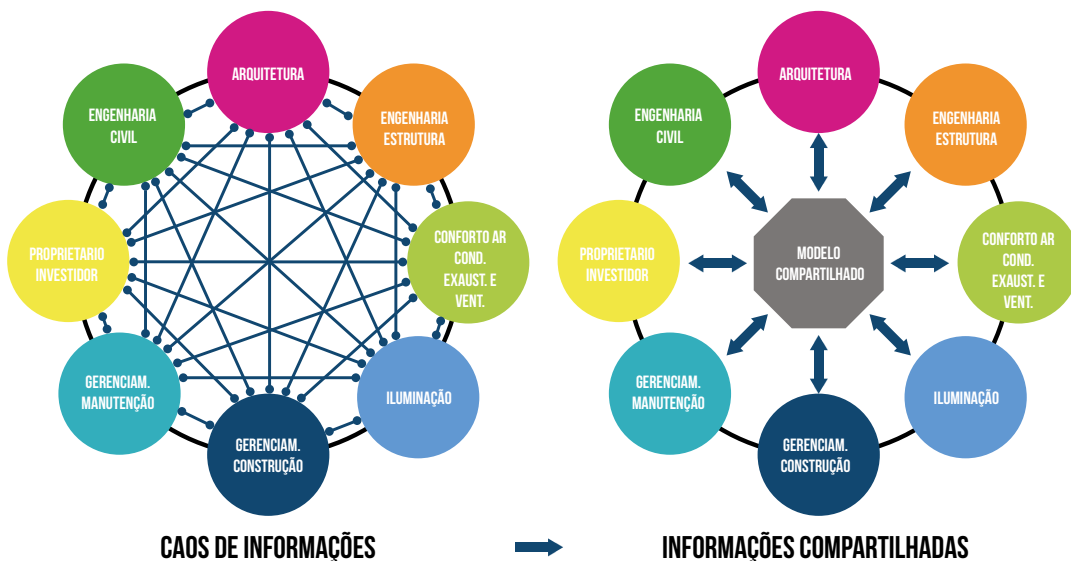 ARQUITETURA
ENGENHARIA
ESTRUTURA
CONFORTO AR
COND.
EXAUST. E
VENT.
ILUMINAÇÃO
GERENCIAM.
CONSTRUÇÃO
GERENCIAM.
MANUTENÇÃO
PROPRIETARIO
INVESTIDOR
ENGENHARIA
CIVIL
CAOS DE INFORMAÇÕES
ARQUITETURA
ENGENHARIA
ESTRUTURA
CONFORTO AR
COND.
EXAUST. E
VENT.
ILUMINAÇÃO
GERENCIAM.
CONSTRUÇÃO
GERENCIAM.
MANUTENÇÃO
PROPRIETARIO
INVESTIDOR
ENGENHARIA
CIVIL
MODELO
COMPARTILHADO
INFORMAÇÕES COMPARTILHADAS